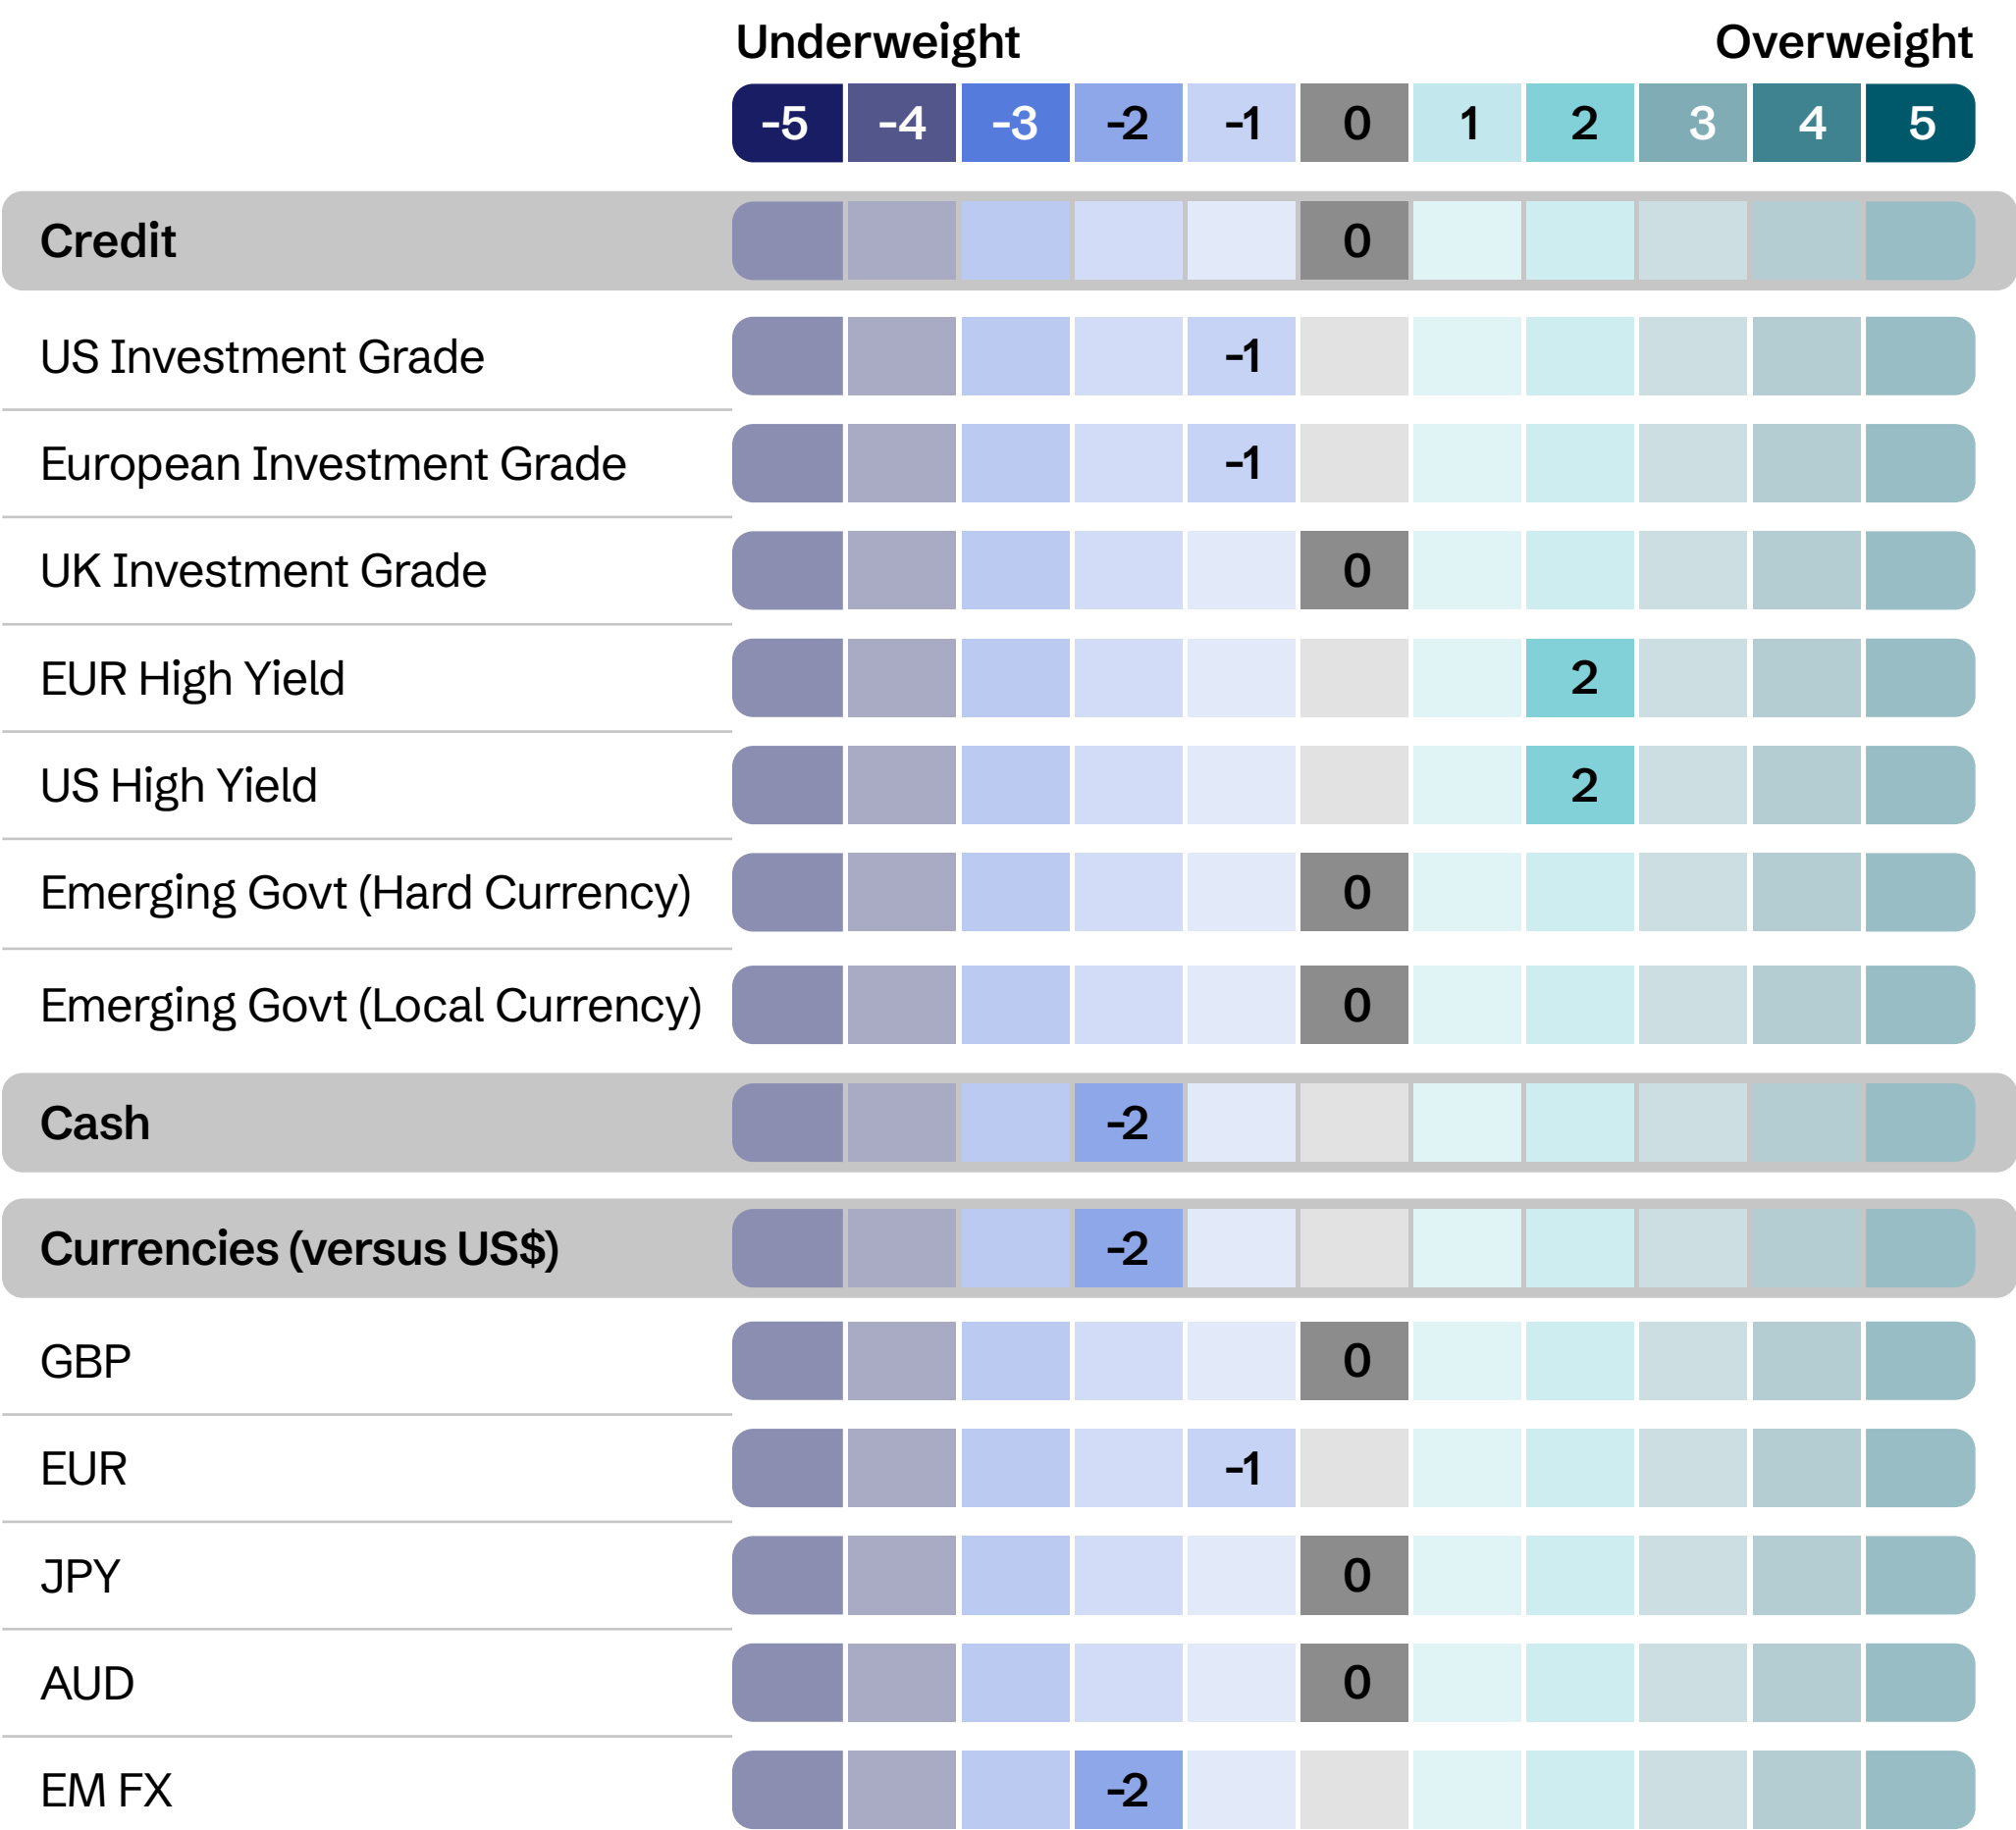 Underweight Overweight
-5 -4 -3 -2 -1 0 1 2 3 4 5
Credit 0
US Investment Grade -1
European Investment Grade -1
UK Investment Grade 0
EUR High Yield 2
US High Yield 2
Emerging Govt (Hard Currency) 0
Emerging Govt (Local Currency) 0
Cash -2
Currencies (versus US$) -2
GBP 0
EUR -1
JPY 0
AUD 0
EM FX -2